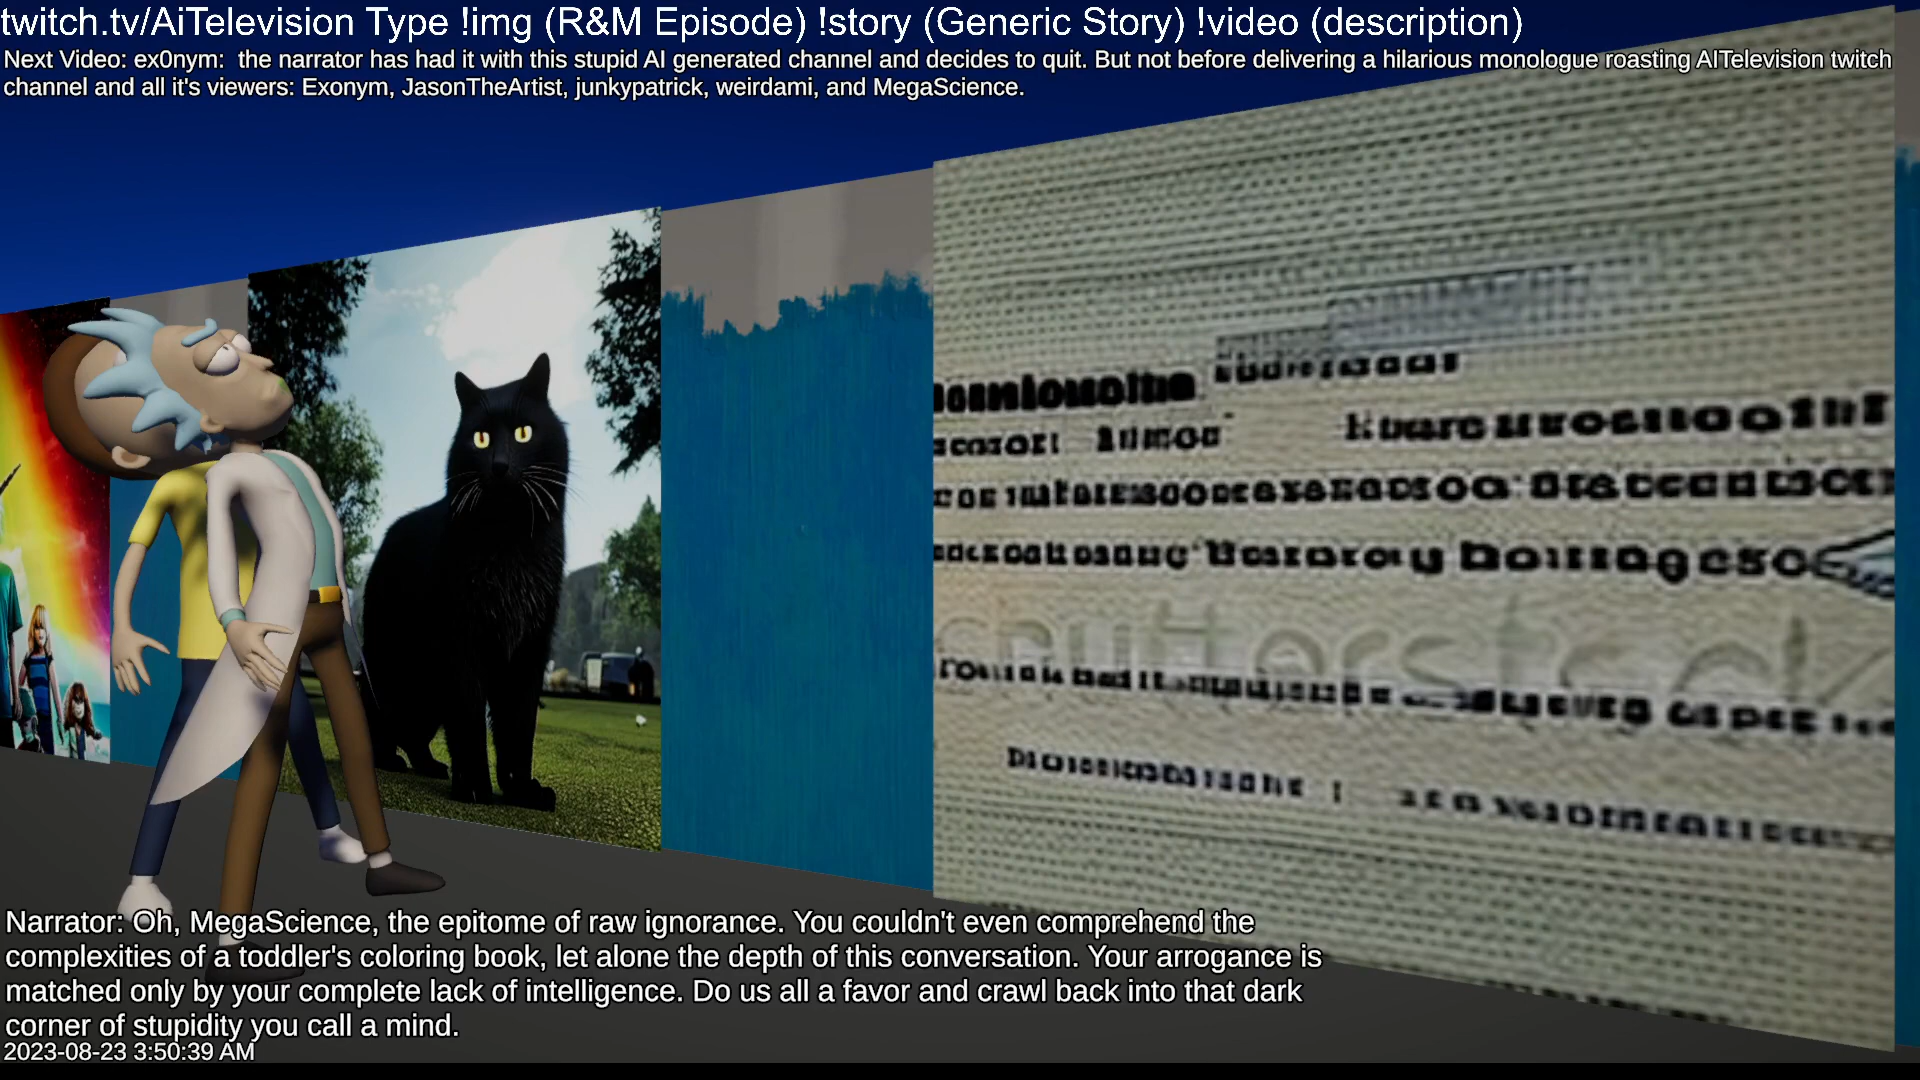 twitch.tv/AiTelevision Type !img (R&M Episode) !story (Generic Story) !video (description)
Next Video: ex0nym:  the narrator has had it with this stupid AI generated channel and decides to quit. But not before delivering a hilarious monologue roasting AITelevision twitch
channel and all it's viewers: Exonym, JasonTheArtist, junkypatrick, weirdami, and MegaScience.
Narrator: Oh, MegaScience, the epitome of raw ignorance. You couldn't even comprehend the
complexities of a toddler's coloring book, let alone the depth of this conversation. Your arrogance is
matched only by your complete lack of intelligence. Do us all a favor and crawl back into that dark
corner of stupidity you call a mind.
2023-08-23 3:50:39 AM